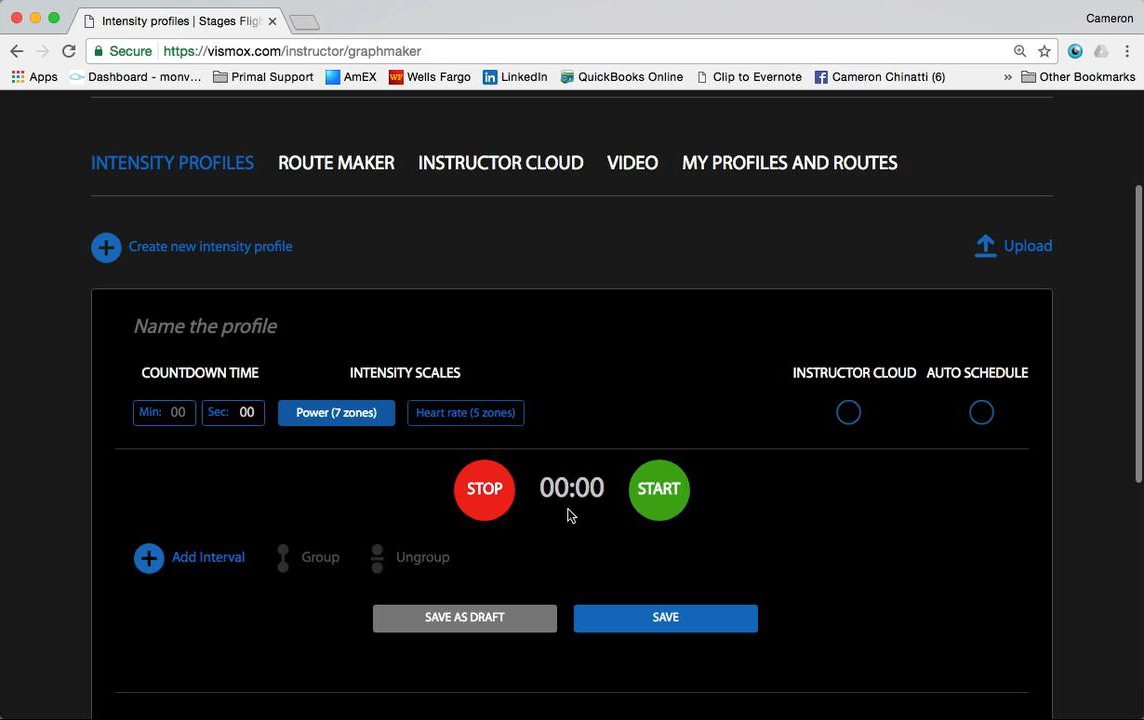 Intensity profiles | Stages Fligh
Cameron
Secure https://vismox.com/instructor/graphmaker
Apps Dashboard - monv... Primal Support AmEX Wells Fargo LinkedIn QuickBooks Online Clip to Evernote Cameron Chinatti (6) » Other Bookmarks
INTENSITY PROFILES ROUTE MAKER INSTRUCTOR CLOUD VIDEO MY PROFILES AND ROUTES
Create new intensity profile Upload
Name the profile
COUNTDOWN TIME INTENSITY SCALES INSTRUCTOR CLOUD AUTO SCHEDULE
Min: 00 Sec: 00 Power (7 zones) Heart rate (5 zones)
STOP 00:00 START
Add Interval Group Ungroup
SAVE AS DRAFT SAVE